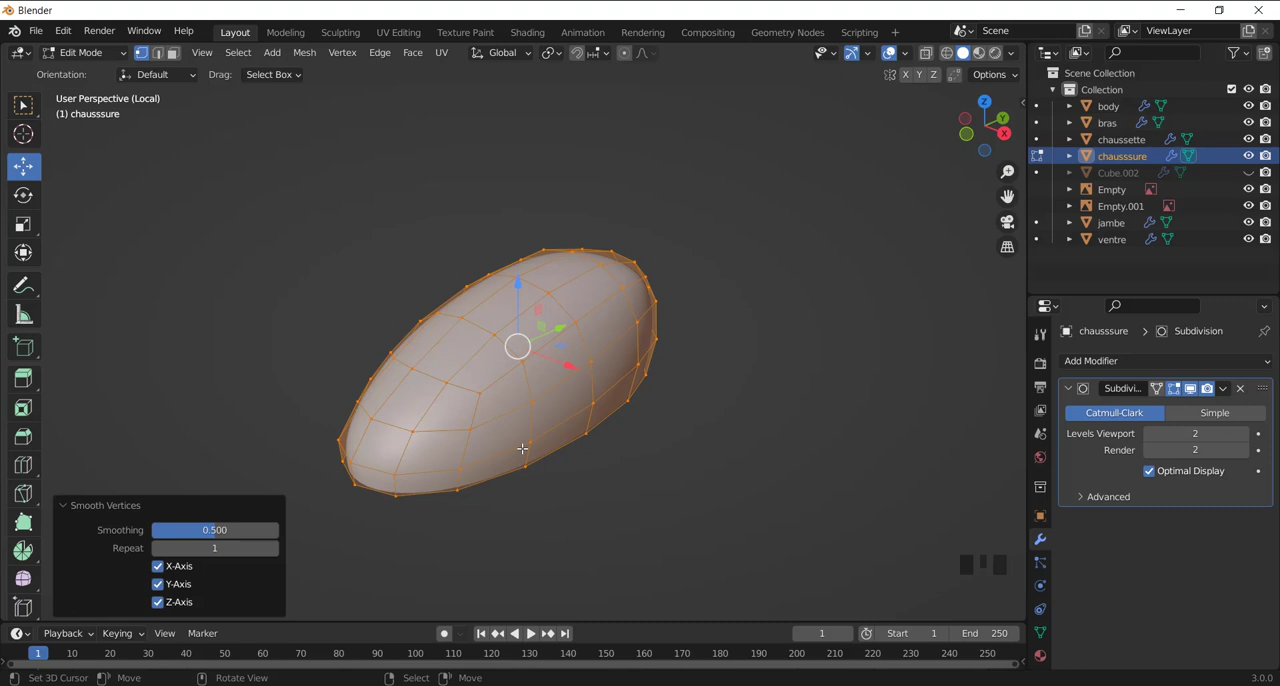 Blender
File Edit Render Window Help Layout Modeling Sculpting UV Editing Texture Paint Shading Animation Rendering Compositing Geometry Nodes Scripting + Scene ViewLayer
Edit Mode View Select Add Mesh Vertex Edge Face UV Global
Orientation: Default Drag: Select Box X Y Z Options
User Perspective (Local)
(1) chausssure
Z
Y
X
Scene Collection
Collection
body
bras
chaussette
chausssure
Cube.002
Empty
Empty.001
jambe
ventre
chausssure Subdivision
Add Modifier
Subdivi...
Catmull-Clark Simple
Levels Viewport 2
Render 2
Optimal Display
Advanced
Smooth Vertices
Smoothing 0.500
Repeat 1
X-Axis
Y-Axis
Z-Axis
Playback Keying View Marker 1 Start 1 End 250
1 10 20 30 40 50 60 70 80 90 100 110 120 130 140 150 160 170 180 190 200 210 220 230 240 250
Set 3D Cursor Move Rotate View Select Move 3.0.0